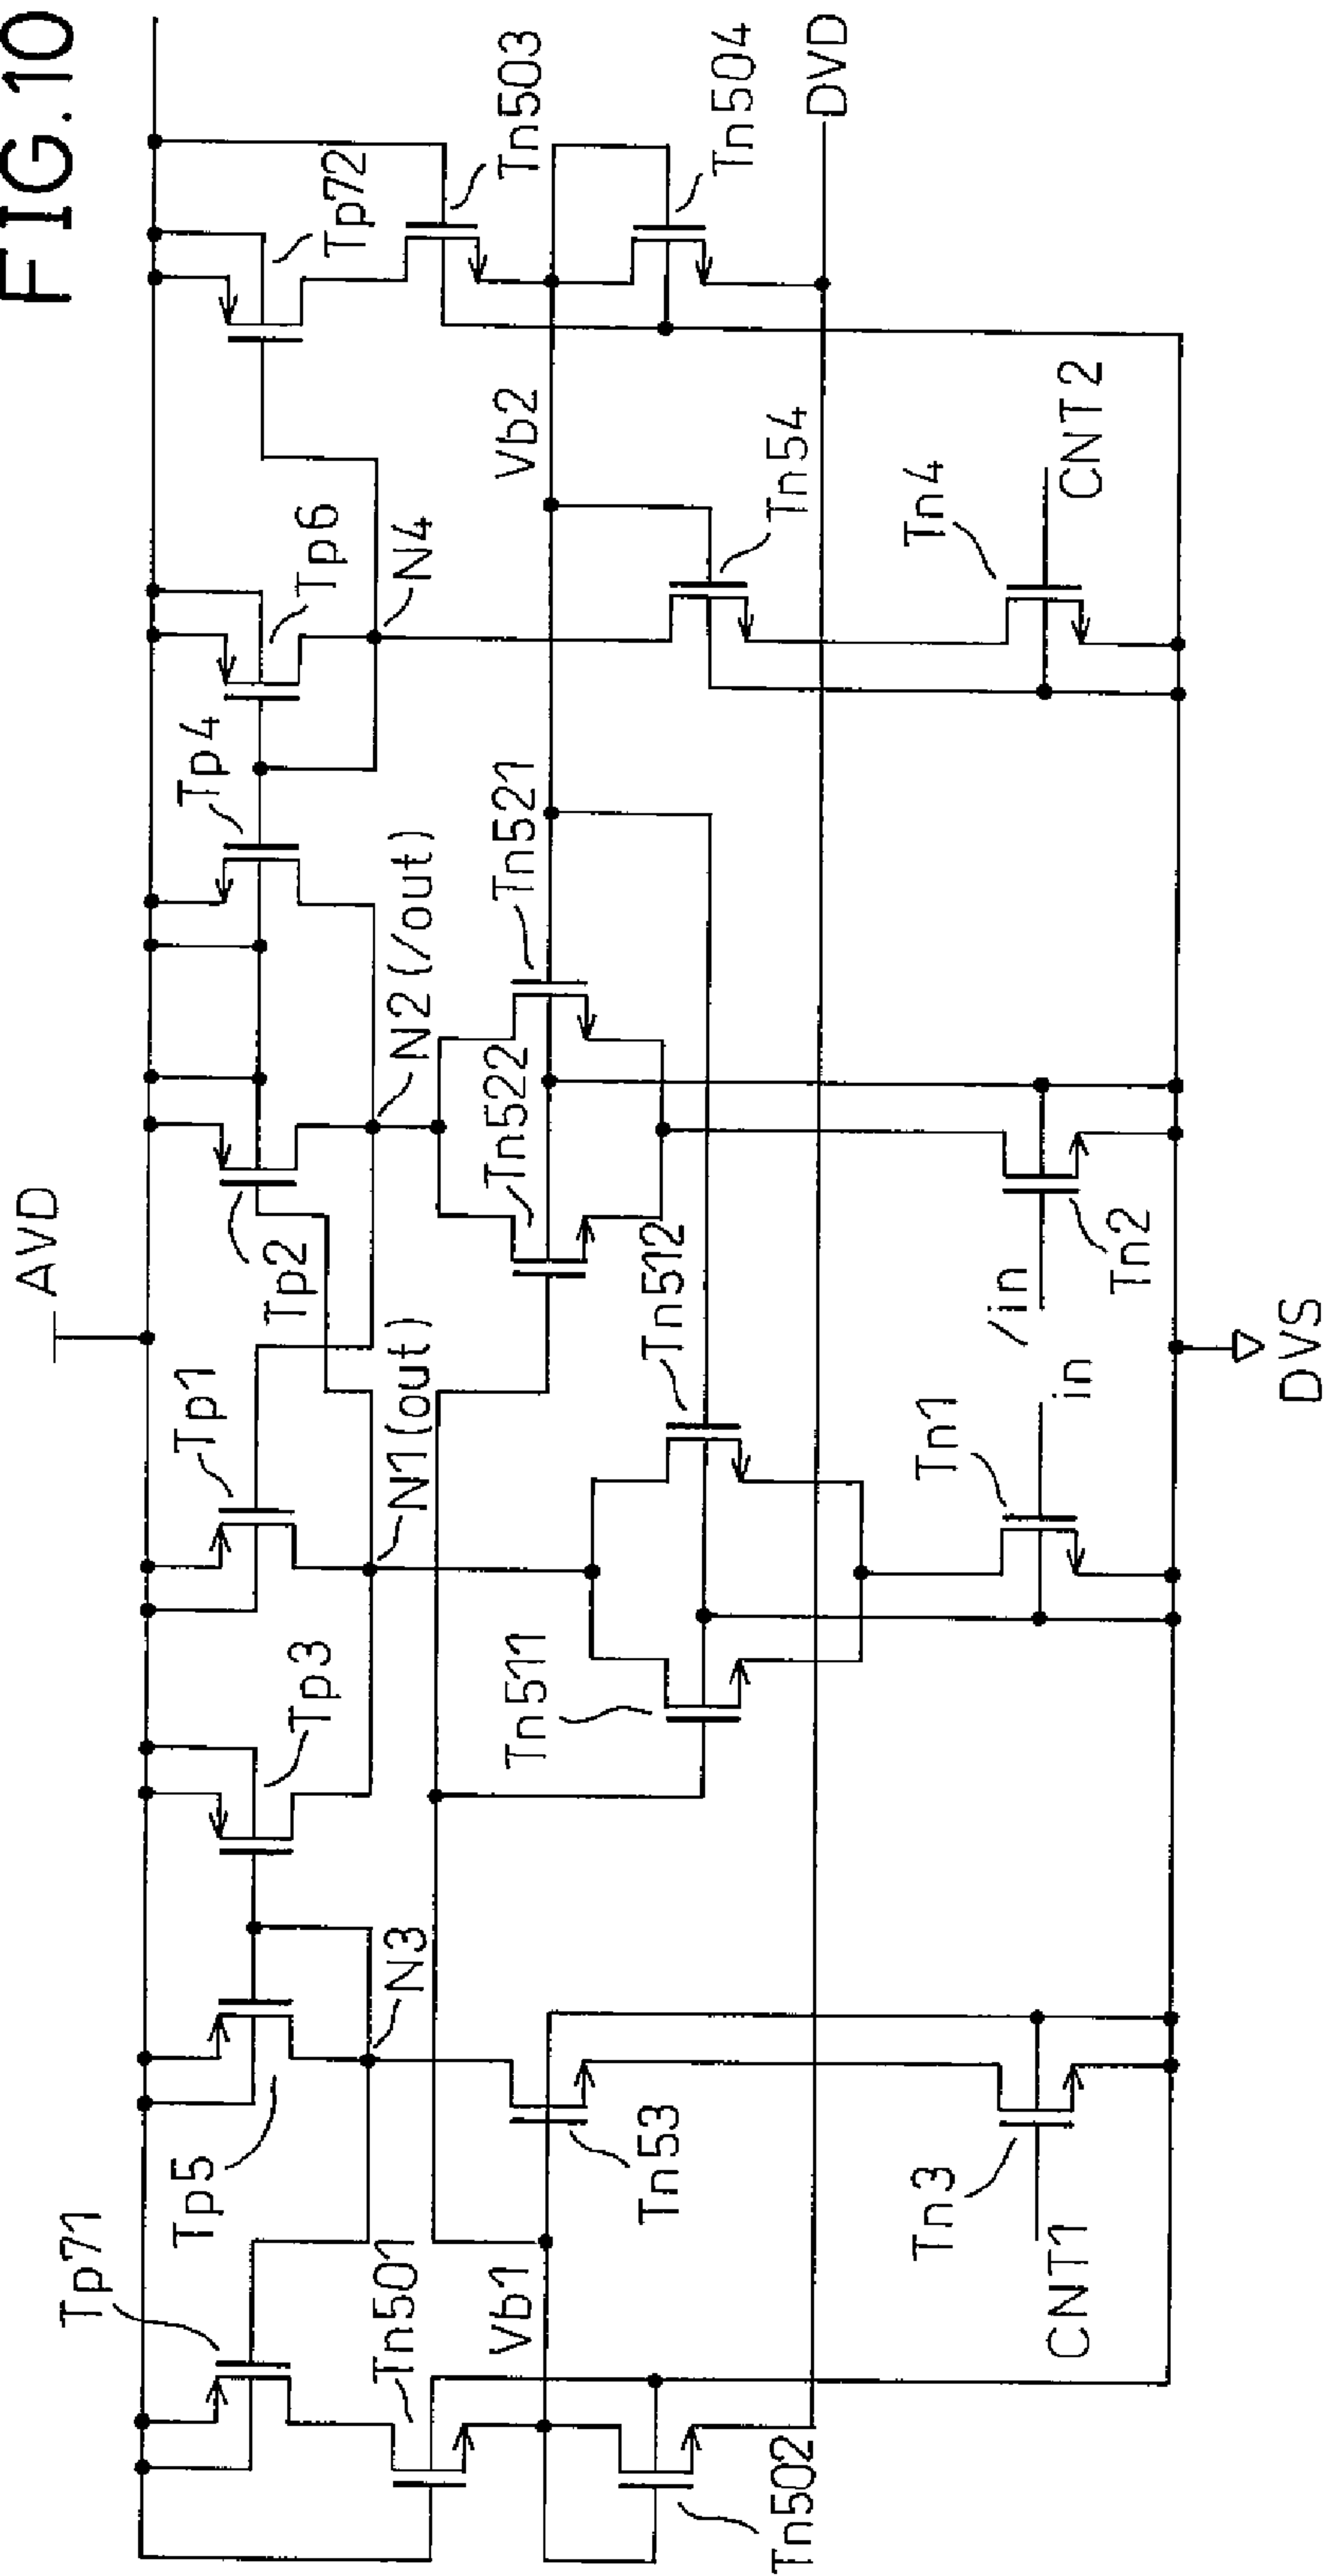 FIG.10
AVD
Tp71
Tp5
Tp3
Tp1
Tp2
Tp4
Tp6
Tp72
Tn501
N3
N1(out)
N2(/out)
N4
Tn503
Vb1
Tn53
Tn511
Tn512
Tn522
Tn521
Vb2
Tn54
Tn504
Tn502
DVD
Tn3
CNT1
Tn1
in
/in
Tn2
Tn4
CNT2
DVS